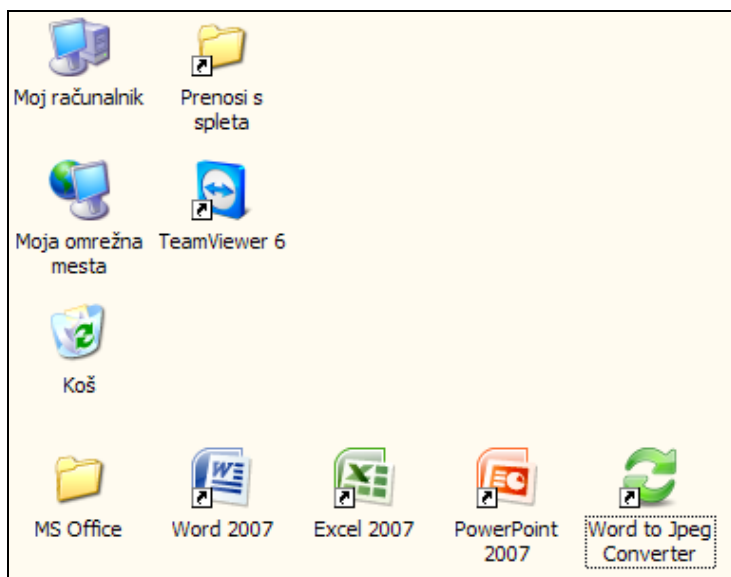 Moj računalnik
Prenosi s
spleta
Moja omrežna
mesta
TeamViewer 6
Koš
MS Office
Word 2007
Excel 2007
PowerPoint
2007
Word to Jpeg
Converter